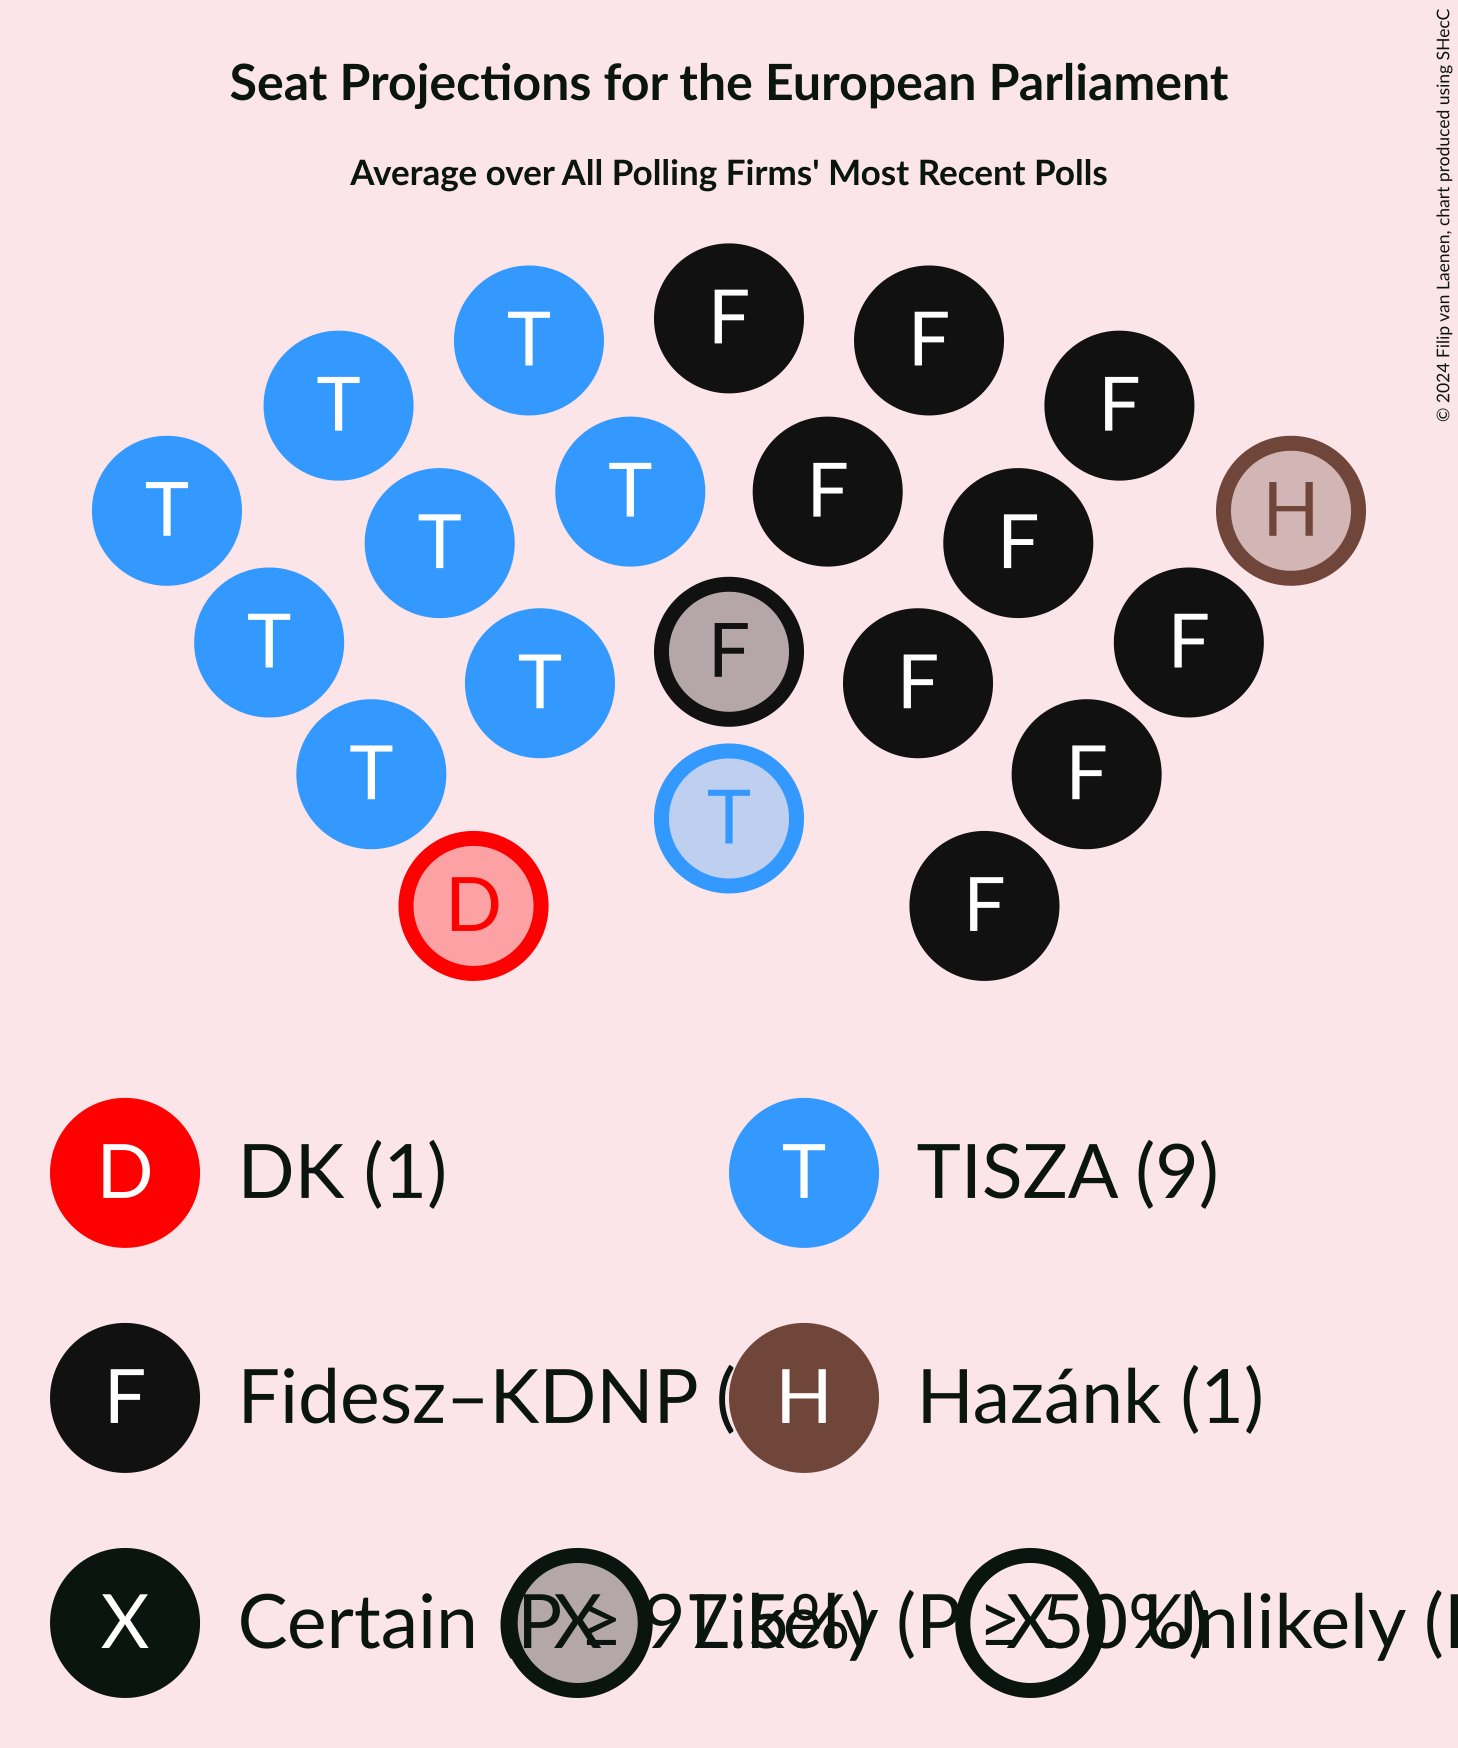 Seat Projections for the European Parliament
Average over All Polling Firms' Most Recent Polls
© 2024 Filip van Laenen, chart produced using SHecC
F
T F
T F
T F
T H
T F
T F
F
T F
T F
T F
T
D F
D DK (1) T TISZA (9)
F Fidesz–KDNP ( H Hazánk (1)
X Certain (P ≥ 97.5%) X Likely (P ≥ 50%) X Unlikely (